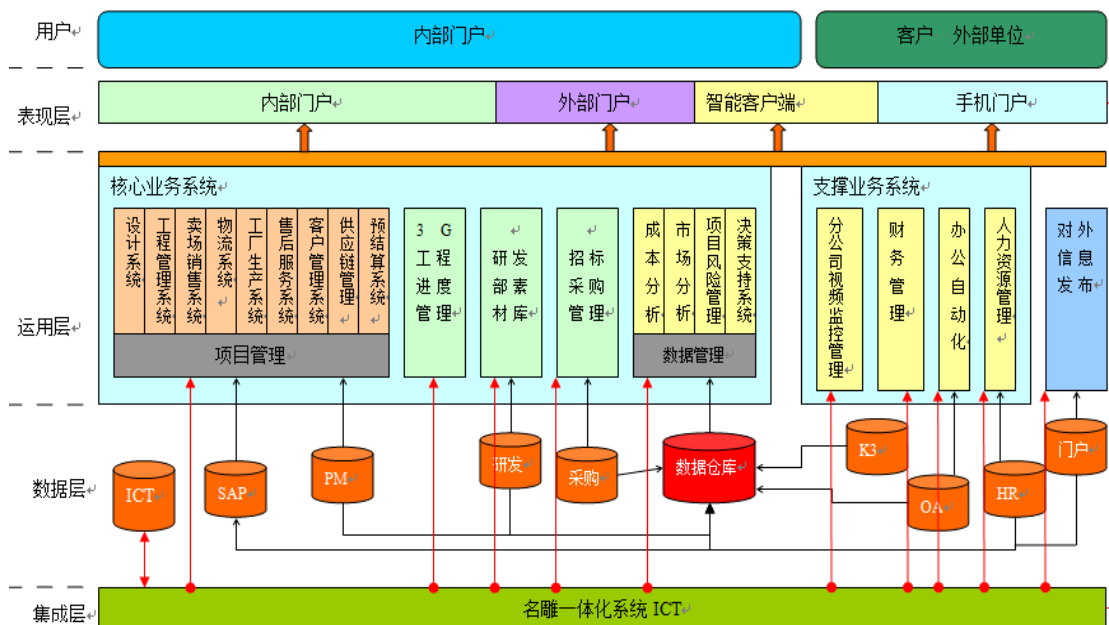 用户
内部门户
客户 外部单位
表现层
内部门户
外部门户
智能客户端
手机门户
运用层
核心业务系统
设计系统
工程管理系统
卖场销售系统
物流系统
工厂生产系统
售后服务系统
客户管理系统
供应链管理
预结算系统
项目管理
3 G
工程
进度
管理
研发
部素
材库
招标
采购
管理
成本分析
市场分析
项目风险管理
决策支持系统
数据管理
支撑业务系统
分公司视频监控管理
财务管理
办公自动化
人力资源管理
对外
信息
发布
数据层
ICT
SAP
PM
研发
采购
数据仓库
K3
OA
HR
门户
集成层
名雕一体化系统 ICT